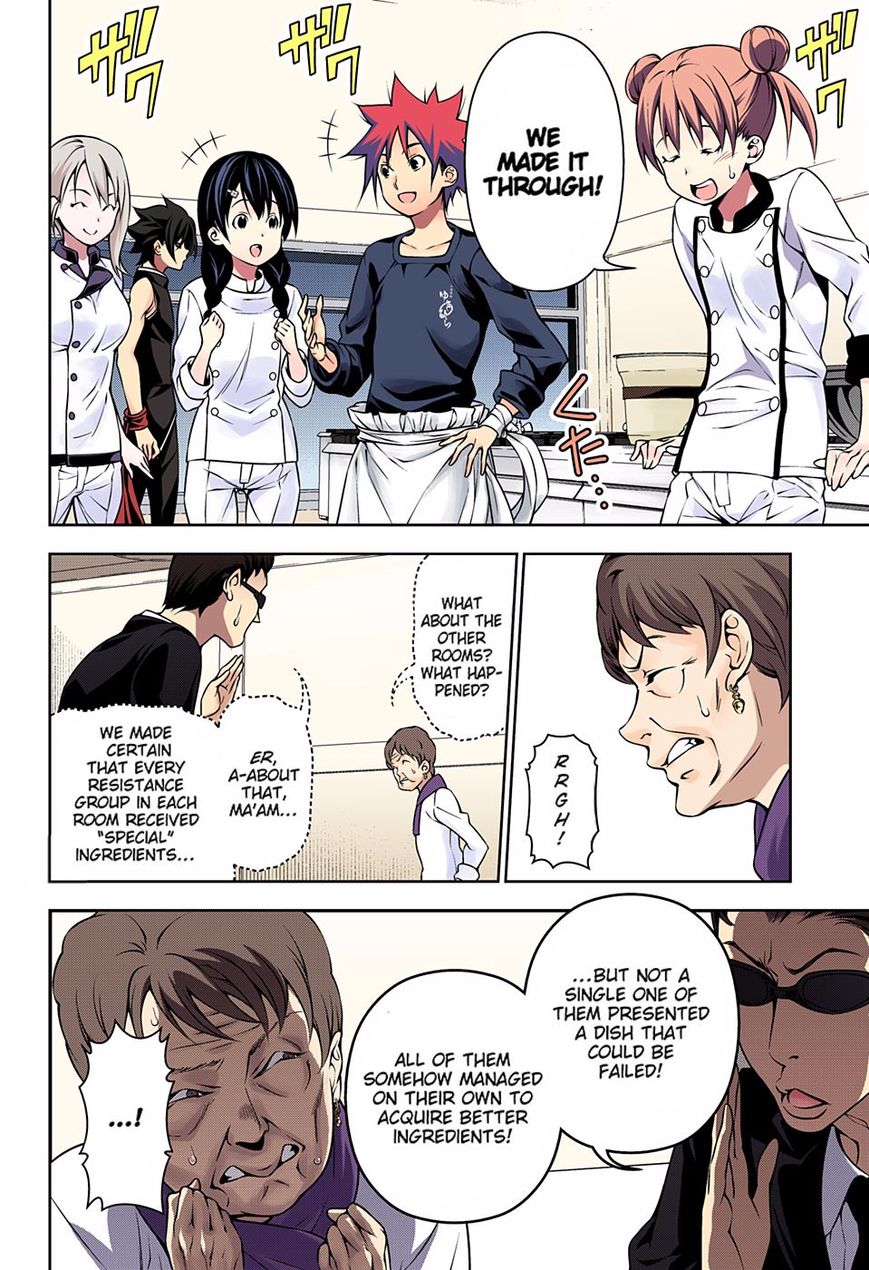 ザワ
ザワ
ザワ
WE
MADE IT
THROUGH!
くたっ…
RRGH!
WHAT
ABOUT THE
OTHER
ROOMS?
WHAT HAP-
PENED?
ER,
A-ABOUT
THAT,
MA'AM...
WE MADE
CERTAIN
THAT EVERY
RESISTANCE
GROUP IN EACH
ROOM RECEIVED
"SPECIAL"
INGREDIENTS...
...BUT NOT A
SINGLE ONE OF
THEM PRESENTED
A DISH THAT
COULD BE
FAILED!
ALL OF THEM
SOMEHOW MANAGED
ON THEIR OWN TO
ACQUIRE BETTER
INGREDIENTS!
...!